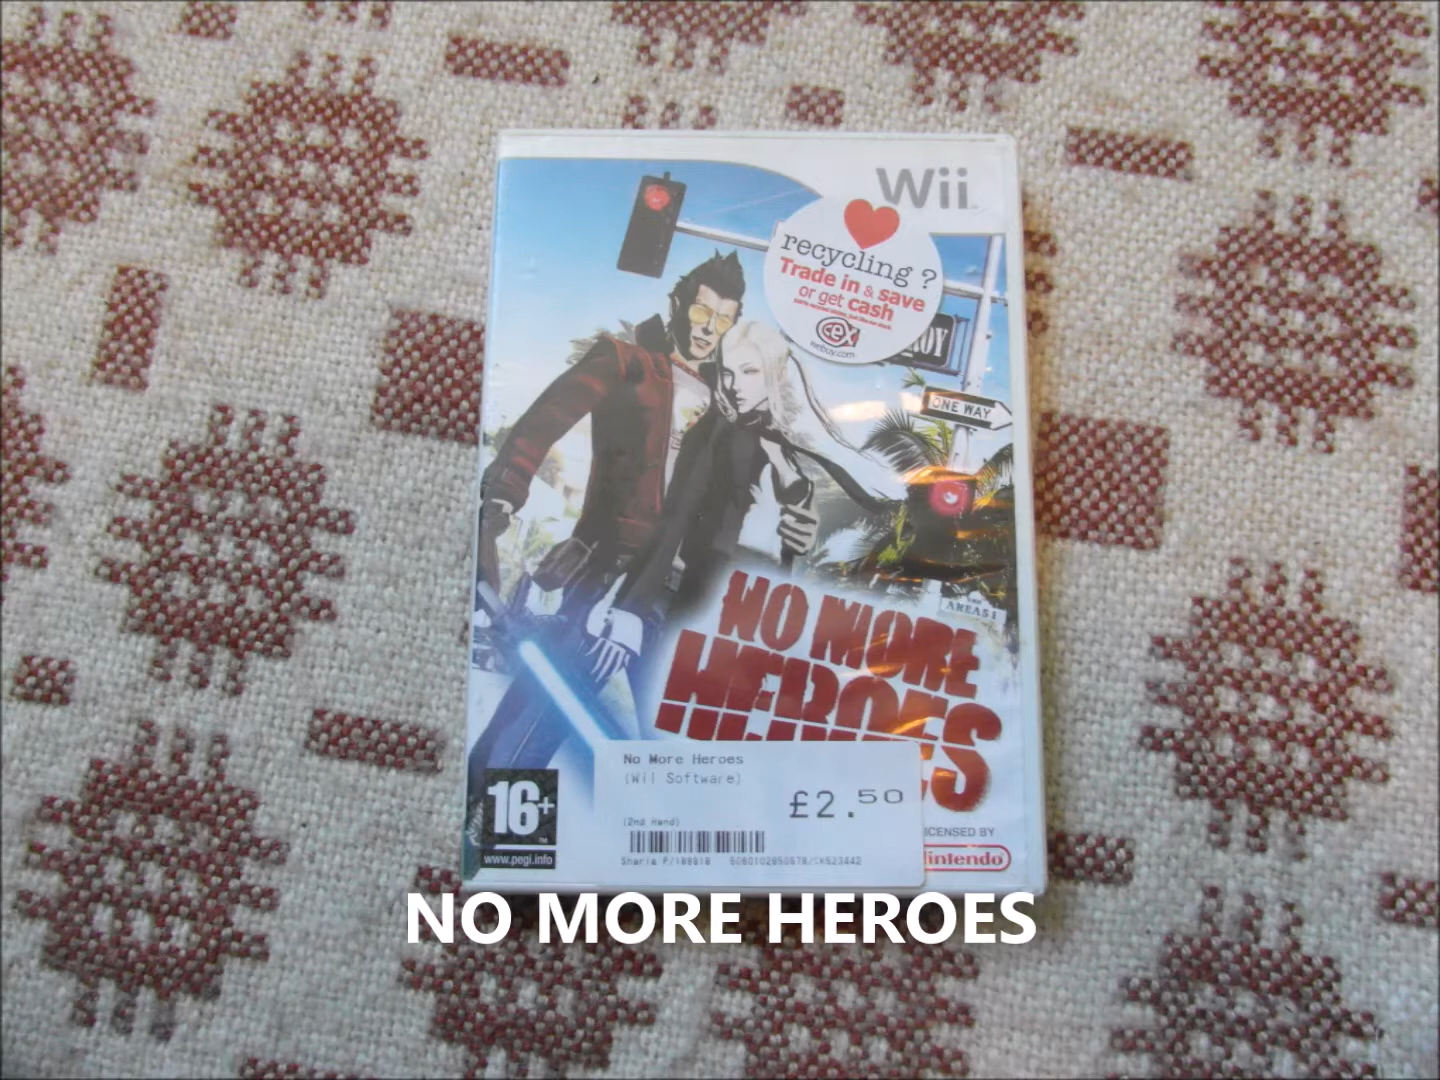 Wii
recycling ?
Trade in & save
or get cash
cex
webuy.com
ONE WAY
AREA51
NO MORE
HEROES
No More Heroes
(Wii Software)
£2.50
(2nd Hand)
16+
www.pegi.info
LICENSED BY
Nintendo
NO MORE HEROES